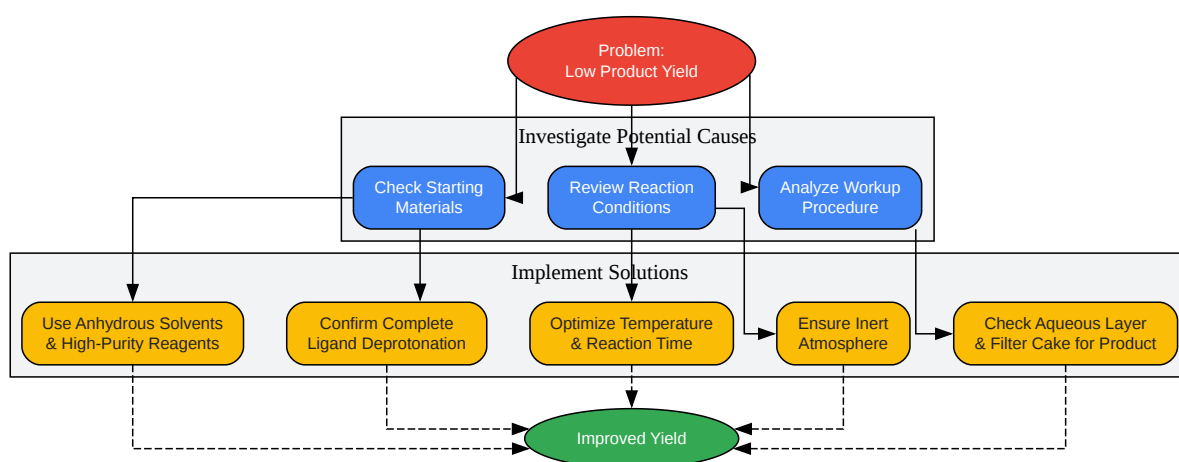 Problem:
Low Product Yield
Investigate Potential Causes
Check Starting
Materials
Review Reaction
Conditions
Analyze Workup
Procedure
Implement Solutions
Use Anhydrous Solvents
& High-Purity Reagents
Confirm Complete
Ligand Deprotonation
Optimize Temperature
& Reaction Time
Ensure Inert
Atmosphere
Check Aqueous Layer
& Filter Cake for Product
Improved Yield